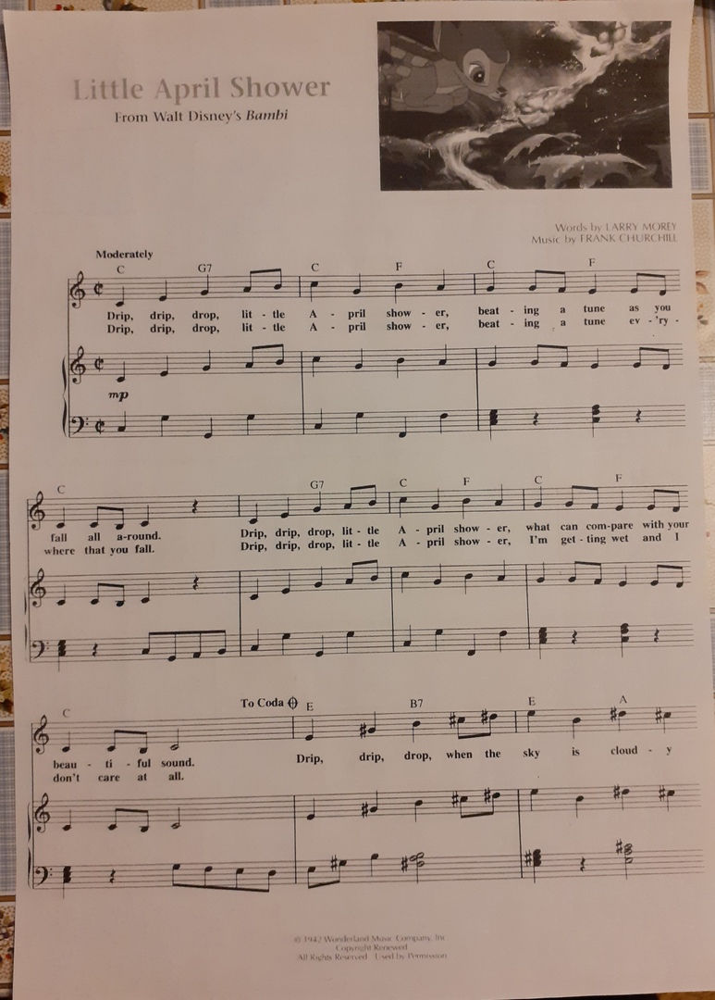 Little April Shower
From Walt Disney's Bambi
Words by LARRY MOREY
Music by FRANK CHURCHILL
Moderately
C G7 C F C F
Drip, drip, drop, lit - tle A - pril show - er, beat - ing a tune as you
Drip, drip, drop, lit - tle A - pril show - er, beat - ing a tune ev -'ry -
mp
C G7 C F C F
fall all a-round. Drip, drip, drop, lit - tle A - pril show - er, what can com-pare with your
where that you fall. Drip, drip, drop, lit - tle A - pril show - er, I'm get - ting wet and I
C To Coda E B7 E A
beau - ti - ful sound. Drip, drip, drop, when the sky is cloud - y
don't care at all.
© 1942 Wonderland Music Company, Inc.
Copyright Renewed
All Rights Reserved Used by Permission